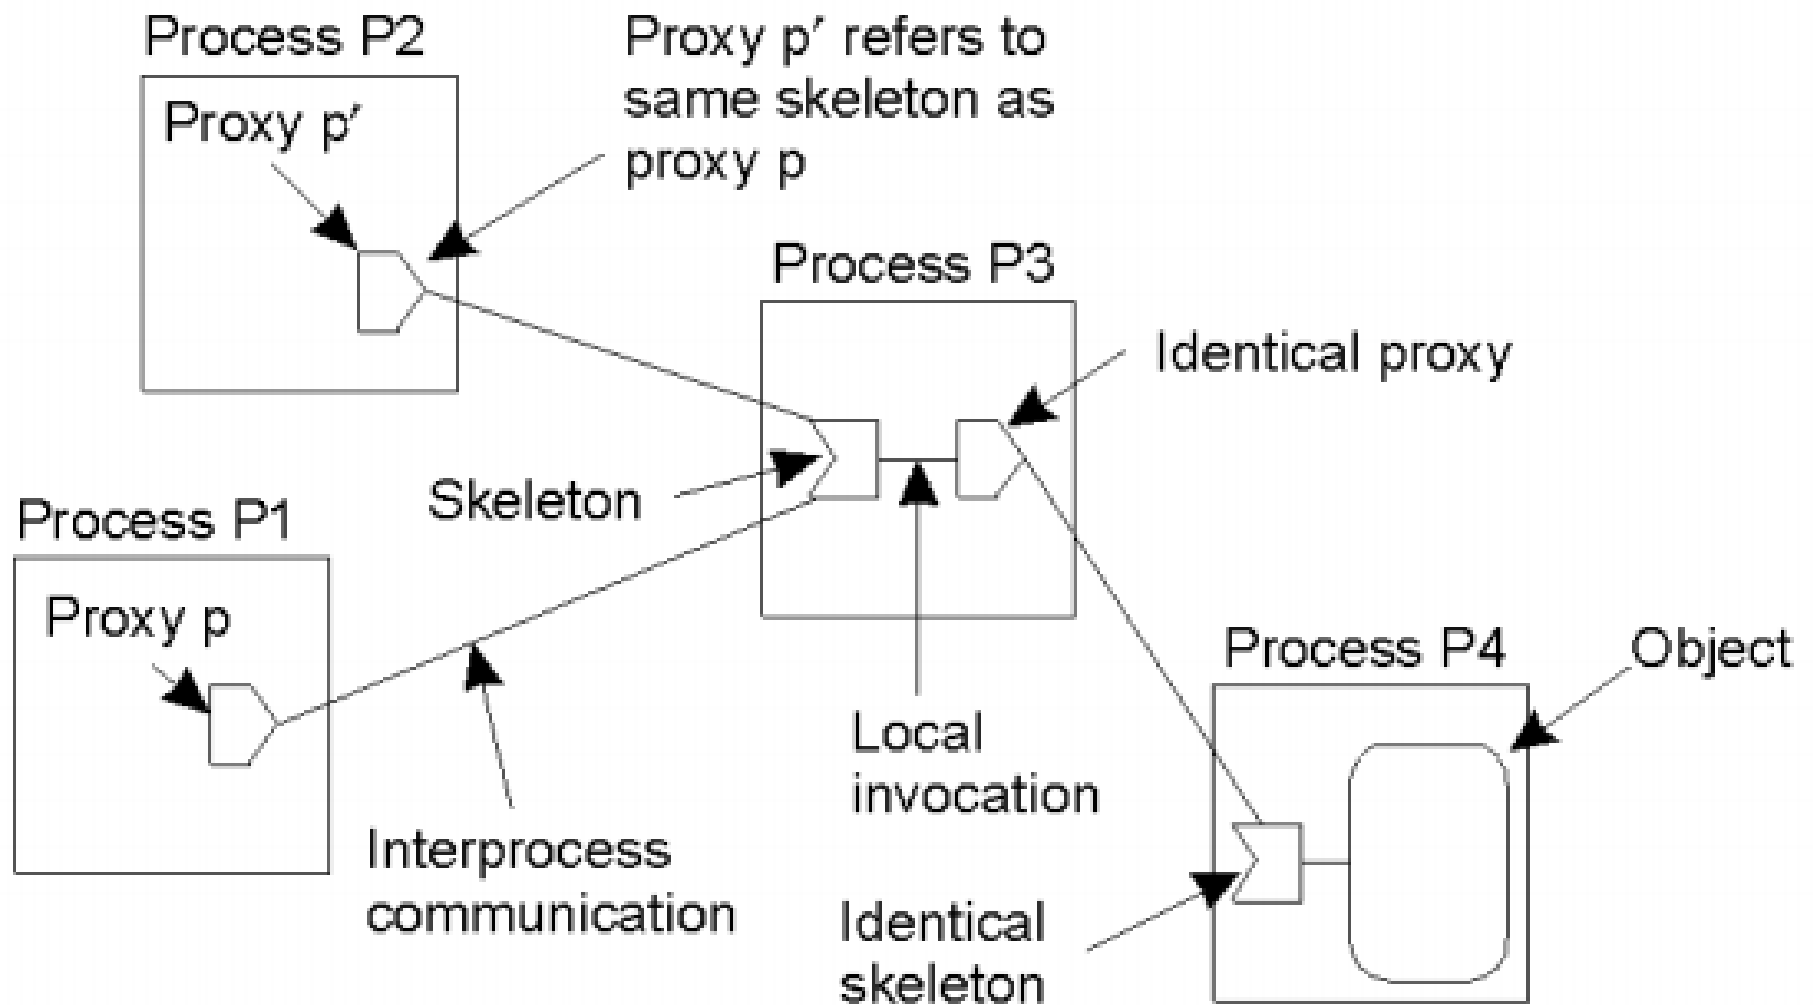 Process P2
Proxy p′ refers to
same skeleton as
proxy p
Proxy p′
Process P3
Identical proxy
Skeleton
Process P1
Proxy p
Process P4
Object
Local
invocation
Interprocess
communication
Identical
skeleton